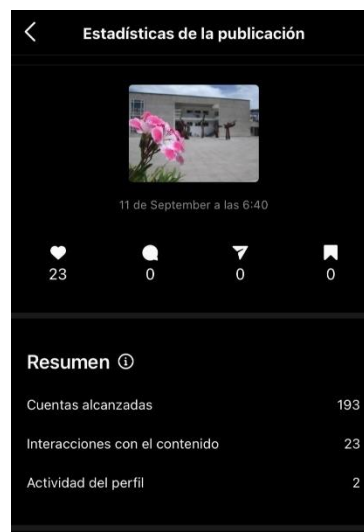 Estadísticas de la publicación
11 de September a las 6:40
23 0 0 0
Resumen
Cuentas alcanzadas 193
Interacciones con el contenido 23
Actividad del perfil 2